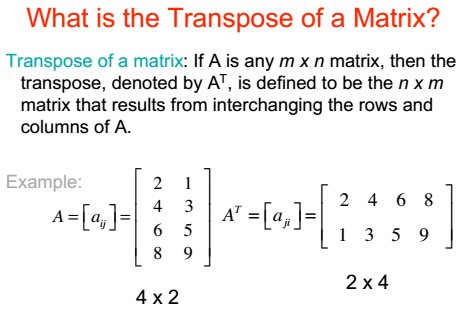 What is the Transpose of a Matrix?
Transpose of a matrix: If A is any m x n matrix, then the
transpose, denoted by Aᵀ, is defined to be the n x m
matrix that results from interchanging the rows and
columns of A.
Example:
A = [aᵢⱼ] = [
2 1
4 3
6 5
8 9
]
Aᵀ = [aⱼᵢ] = [
2 4 6 8
1 3 5 9
]
4 x 2
2 x 4